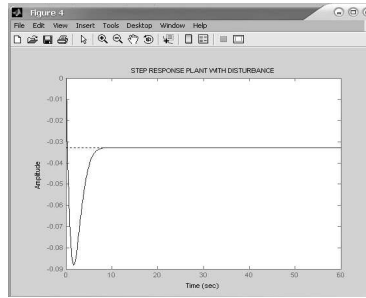 Figure 4
File Edit View Insert Tools Desktop Window Help
STEP RESPONSE PLANT WITH DISTURBANCE
0
-0.01
-0.02
-0.03
-0.04
-0.05
-0.06
-0.07
-0.08
-0.09
Amplitude
0 10 20 30 40 50 60
Time (sec)